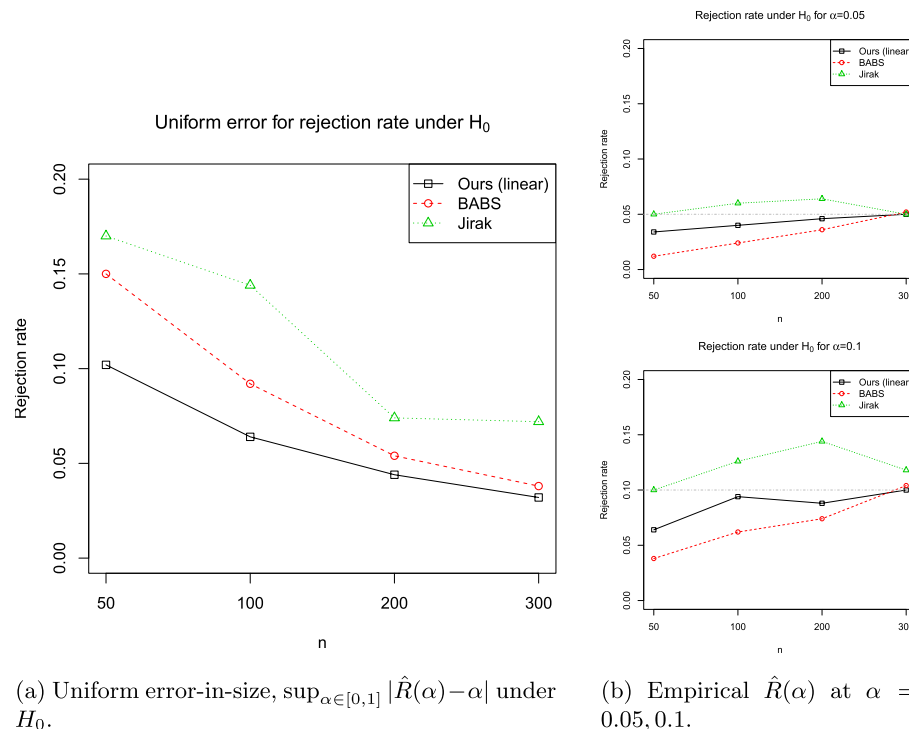 Uniform error for rejection rate under H₀
Rejection rate
0.00 0.05 0.10 0.15 0.20
Ours (linear)
BABS
Jirak
50 100 200 300
n
(a) Uniform error-in-size, sup_{α∈[0,1]} |R̂(α)−α| under
H₀.
Rejection rate under H₀ for α=0.05
Rejection rate
0.00 0.05 0.10 0.15 0.20
Ours (linear
BABS
Jirak
50 100 200 30
n
Rejection rate under H₀ for α=0.1
Rejection rate
0.00 0.05 0.10 0.15 0.20
Ours (linear
BABS
Jirak
50 100 200 30
n
(b) Empirical R̂(α) at α =
0.05, 0.1.